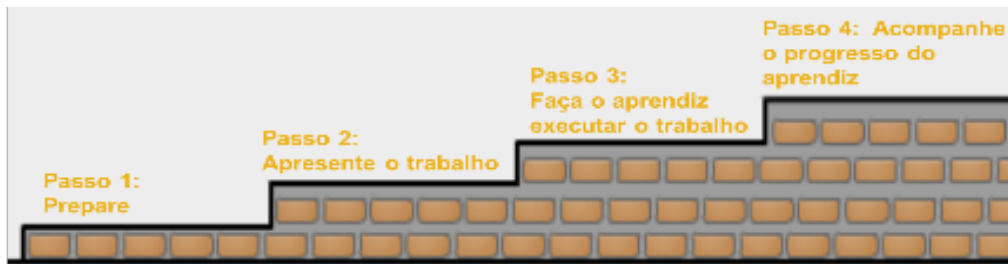 Passo 1:
Prepare
Passo 2:
Apresente o trabalho
Passo 3:
Faça o aprendiz
executar o trabalho
Passo 4: Acompanhe
o progresso do
aprendiz